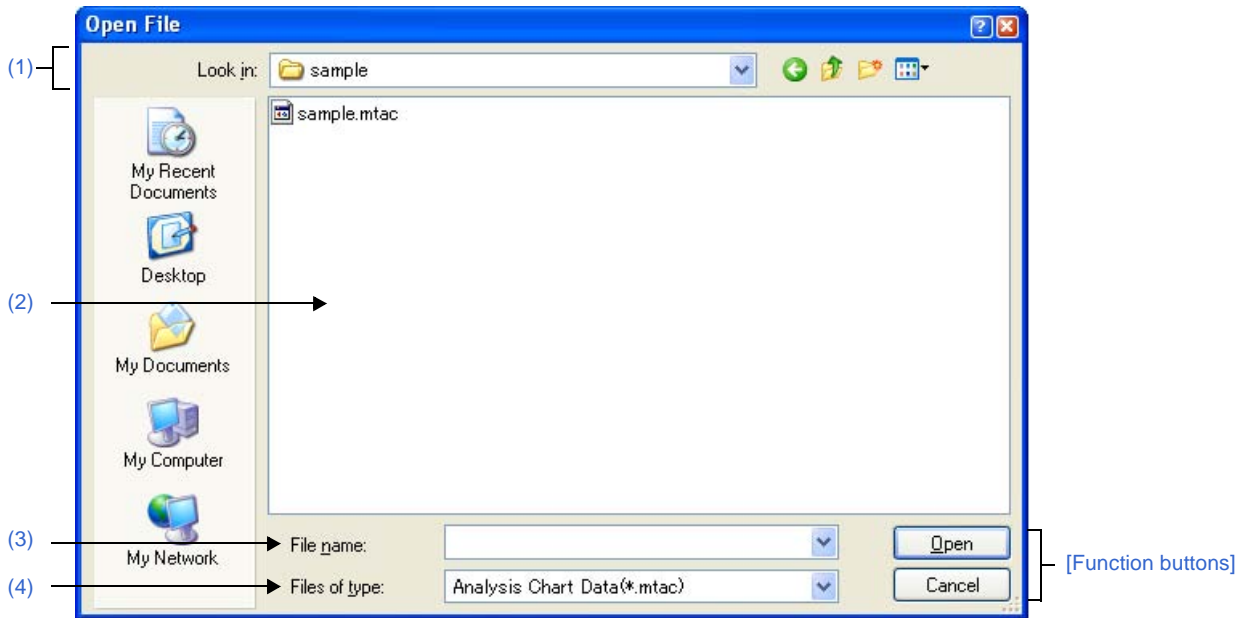 Open File
(1)
Look in:
sample
sample.mtac
My Recent
Documents
Desktop
(2)
My Documents
My Computer
My Network
(3)
File name:
Open
[Function buttons]
(4)
Files of type:
Analysis Chart Data(*.mtac)
Cancel